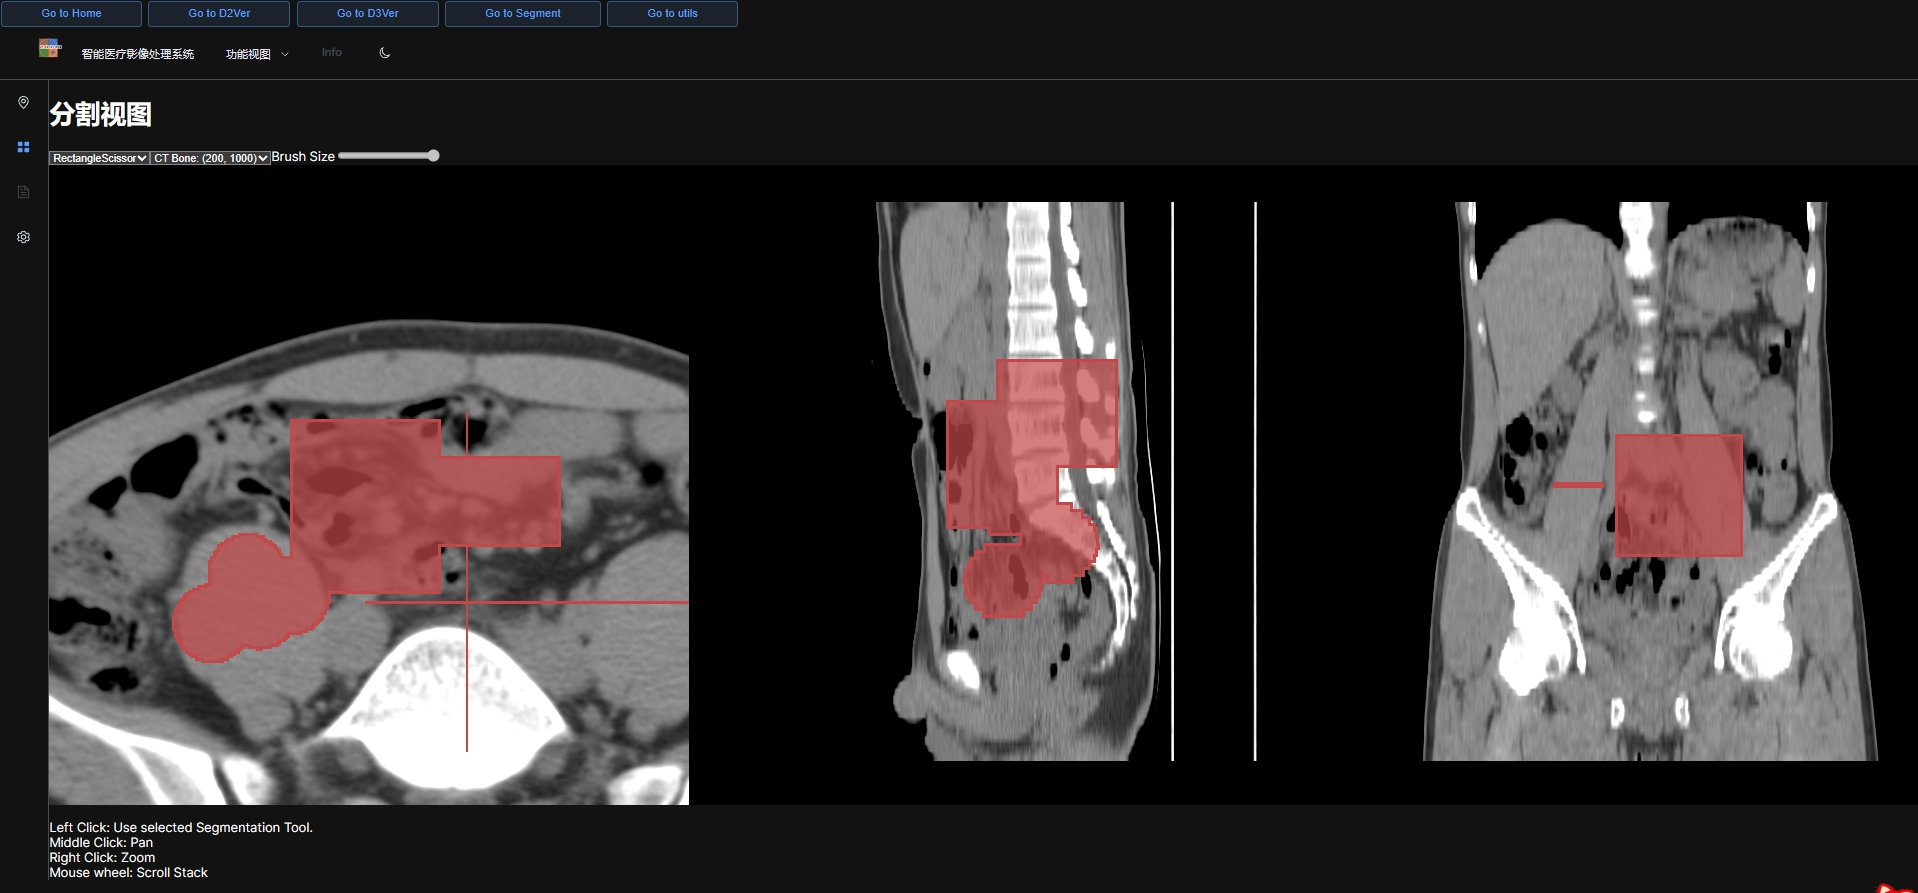 Go to Home
Go to D2Ver
Go to D3Ver
Go to Segment
Go to utils
智能医疗影像处理系统
功能视图
Info
分割视图
RectangleScissor
CT Bone: (200, 1000)
Brush Size
Left Click: Use selected Segmentation Tool.
Middle Click: Pan
Right Click: Zoom
Mouse wheel: Scroll Stack